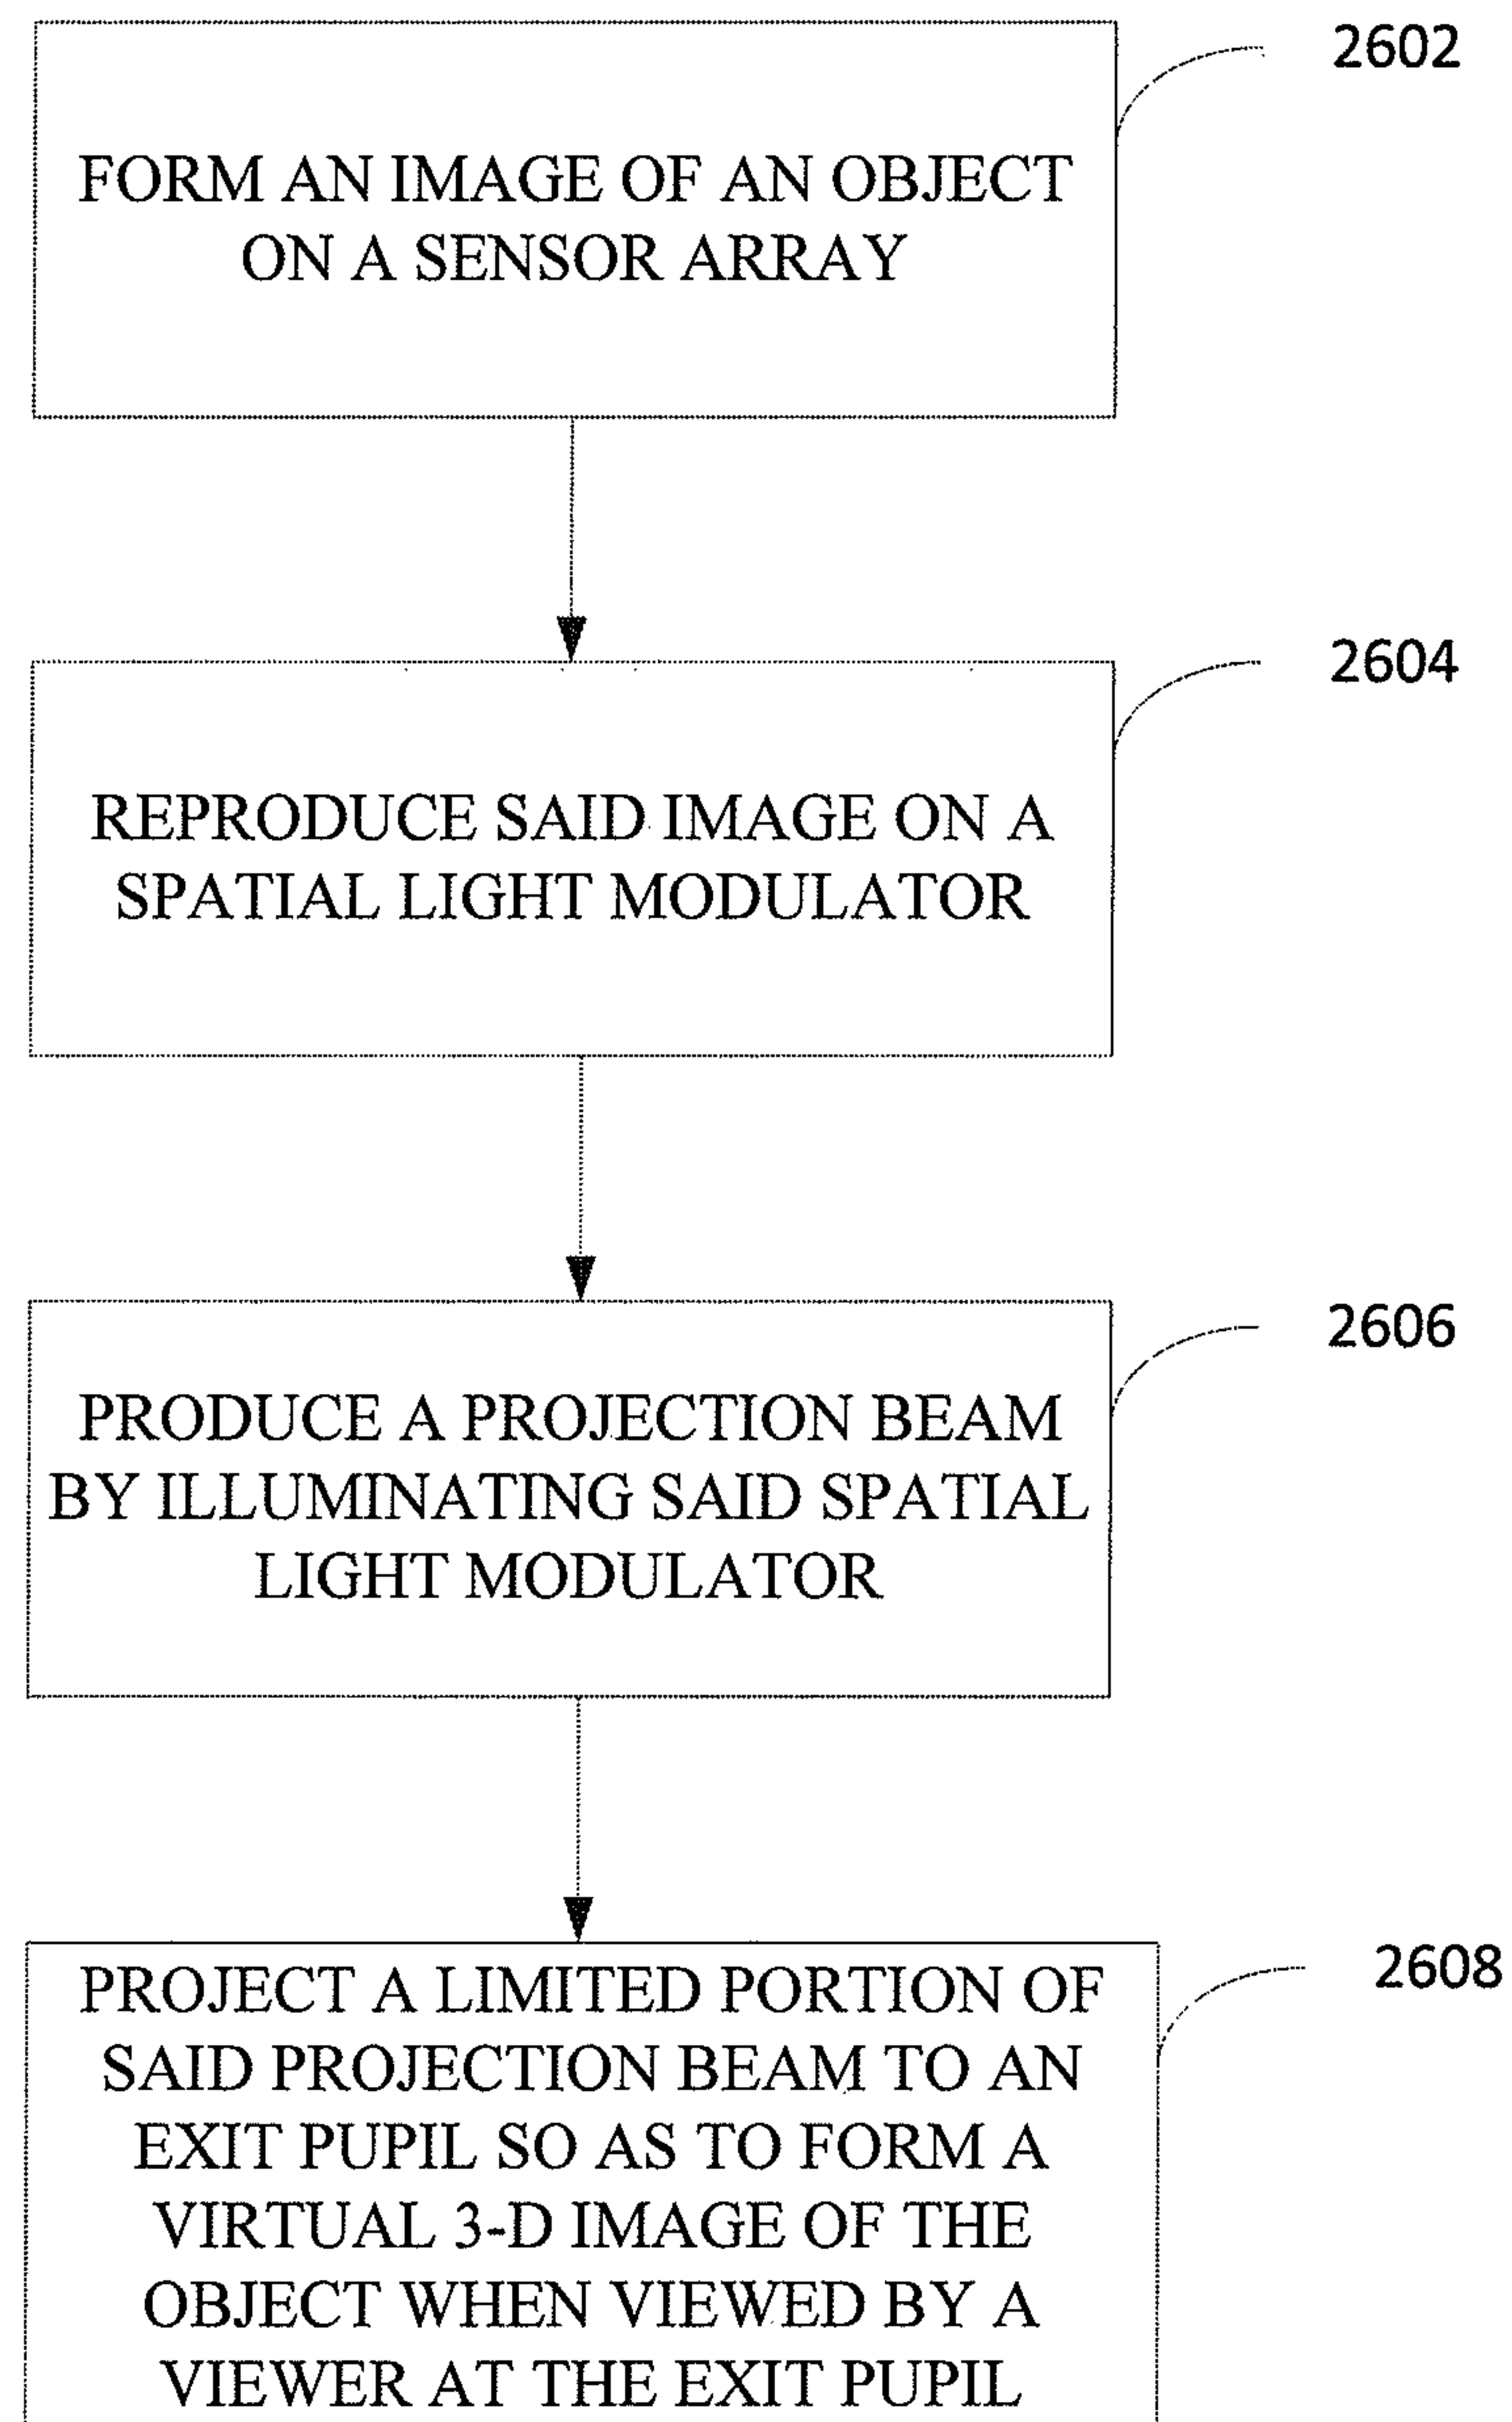 2602
FORM AN IMAGE OF AN OBJECT
ON A SENSOR ARRAY
2604
REPRODUCE SAID IMAGE ON A
SPATIAL LIGHT MODULATOR
2606
PRODUCE A PROJECTION BEAM
BY ILLUMINATING SAID SPATIAL
LIGHT MODULATOR
2608
PROJECT A LIMITED PORTION OF
SAID PROJECTION BEAM TO AN
EXIT PUPIL SO AS TO FORM A
VIRTUAL 3-D IMAGE OF THE
OBJECT WHEN VIEWED BY A
VIEWER AT THE EXIT PUPIL